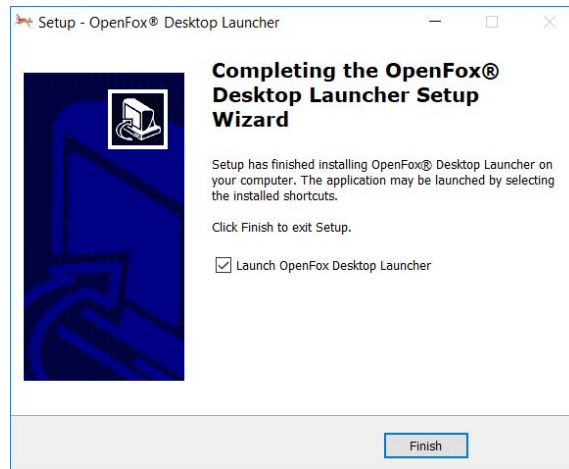 Setup - OpenFox® Desktop Launcher
Completing the OpenFox®
Desktop Launcher Setup
Wizard
Setup has finished installing OpenFox® Desktop Launcher on
your computer. The application may be launched by selecting
the installed shortcuts.
Click Finish to exit Setup.
Launch OpenFox Desktop Launcher
Finish